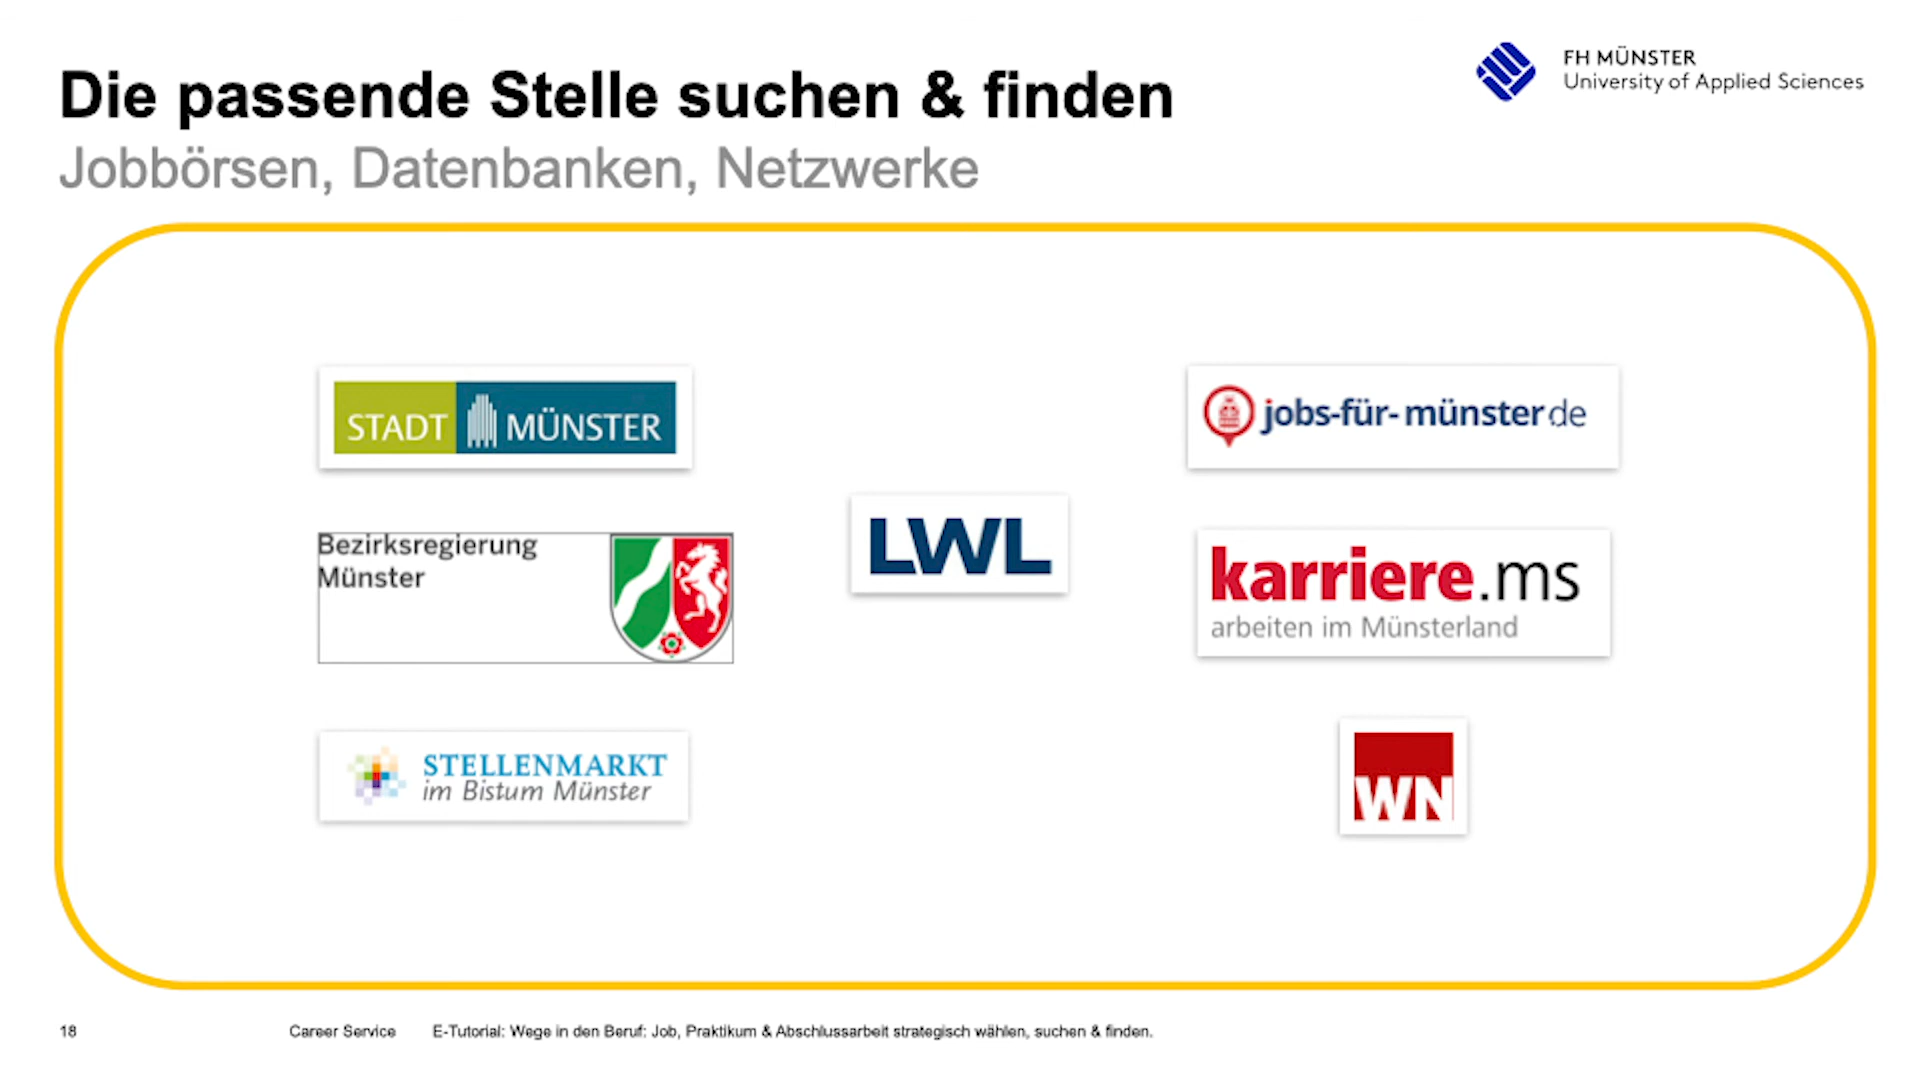 Die passende Stelle suchen & finden
Jobbörsen, Datenbanken, Netzwerke
FH MÜNSTER
University of Applied Sciences
STADT MÜNSTER
jobs-für-münster.de
LWL
Bezirksregierung
Münster
karriere.ms
arbeiten im Münsterland
STELLENMARKT
im Bistum Münster
WN
18 Career Service E-Tutorial: Wege in den Beruf: Job, Praktikum & Abschlussarbeit strategisch wählen, suchen & finden.